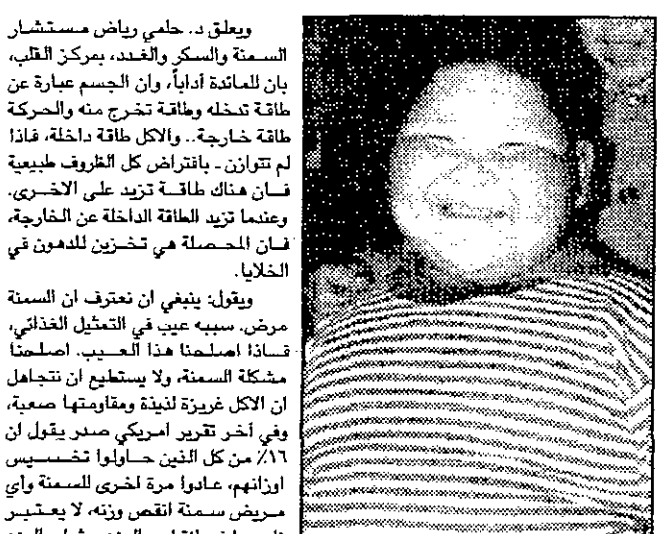 ويعلق د. حلمي رياض مستشار
السمنة والسكر والغدد، بمركز القلب،
بان للمائدة آداباً، وان الجسم عبارة عن
طاقة تدخله وطاقة تخرج منه والحركة
طاقة خارجة.. والاكل طاقة داخلة، فاذا
لم تتوازن - بافتراض كل الظروف طبيعية
فان هناك طاقة تزيد على الاخرى.
وعندما تزيد الطاقة الداخلة عن الخارجة،
فان المحصلة هي تخزين للدهون في
الخلايا.
ويقول: ينبغي ان نعترف ان السمنة
مرض. سببه عيب في التمثيل الغذائي،
فاذا اصلحنا هذا العيب. اصلحنا
مشكلة السمنة، ولا يستطيع ان نتجاهل
ان الاكل غريزة لذيذة ومقاومتها صعبة،
وفي آخر تقرير امريكي صدر يقول ان
١٦٪ من كل الذين حاولوا تخسيس
اوزانهم، عادوا مرة اخرى للسمنة وأي
مريض سمنة انقص وزنه، لا يعتبر